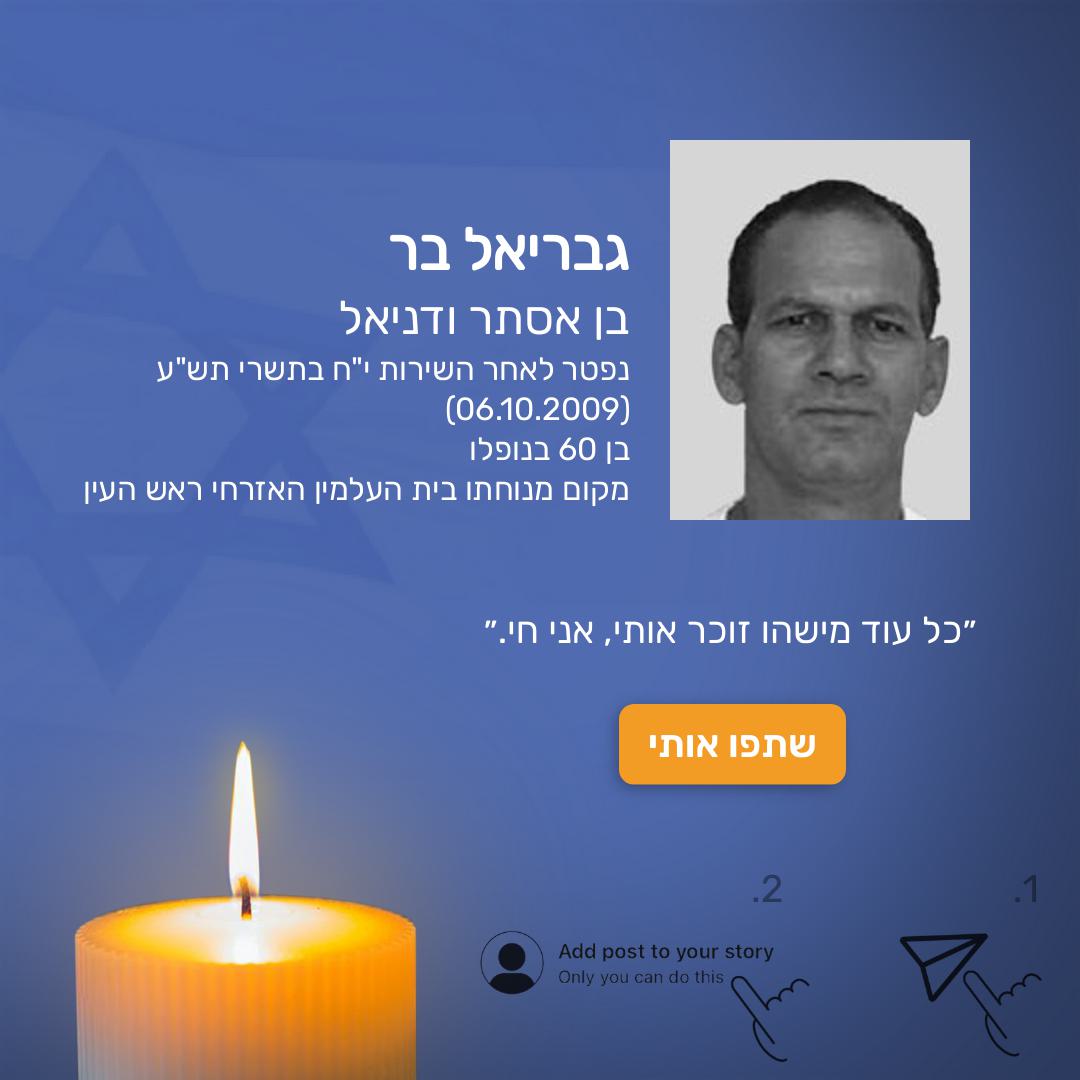 גבריאל בר
בן אסתר ודניאל
נפטר לאחר השירות י"ח בתשרי תש"ע
(06.10.2009)
בן 60 בנופלו
מקום מנוחתו בית העלמין האזרחי ראש העין
״כל עוד מישהו זוכר אותי, אני חי.״
שתפו אותי
1.
2.
Add post to your story
Only you can do this